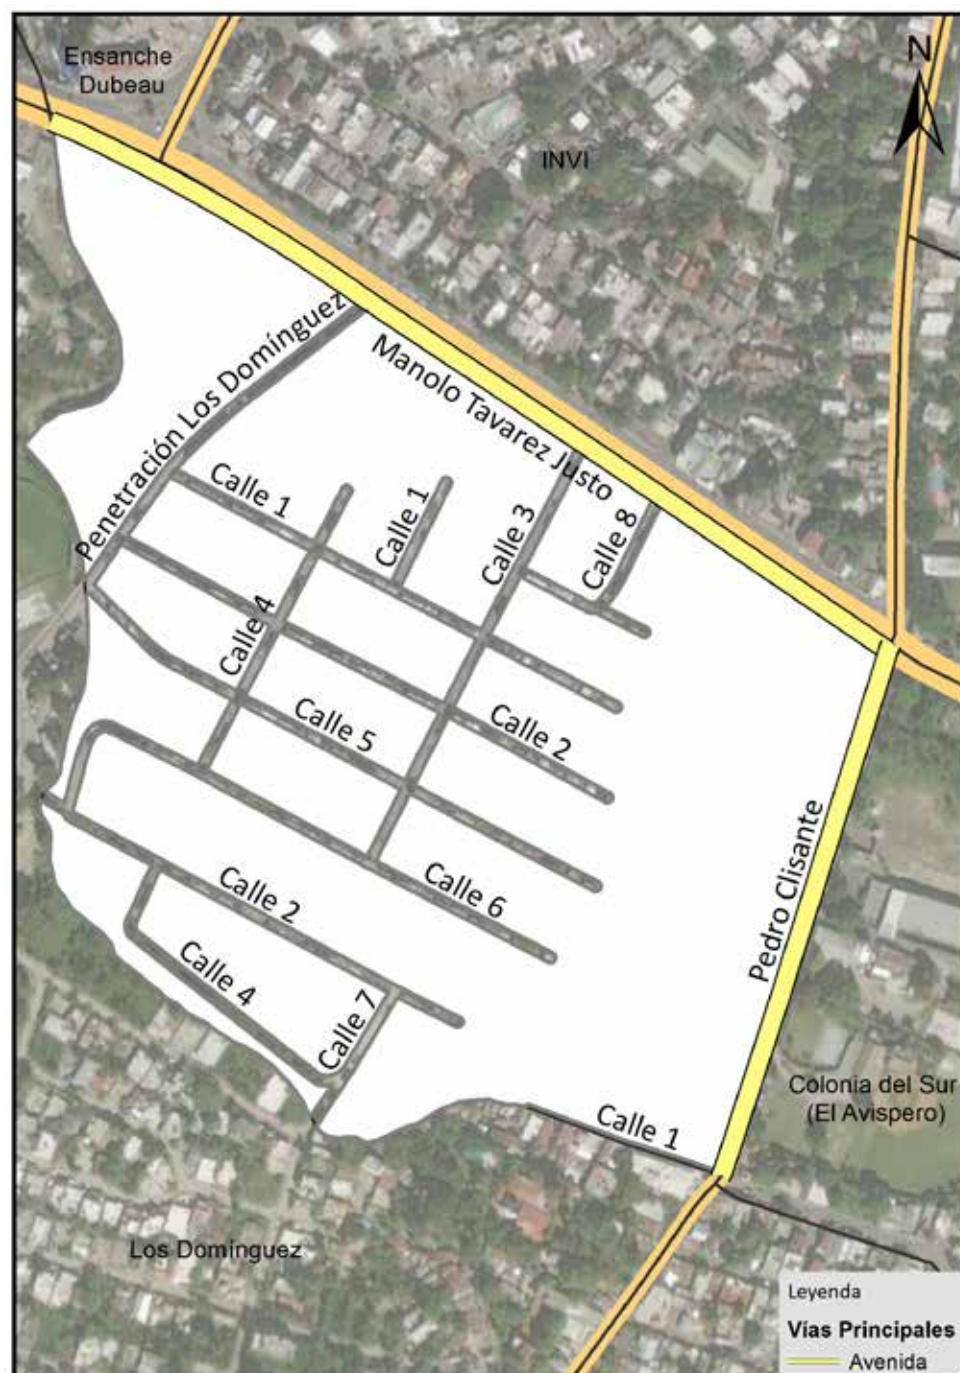 Ensanche
Dubeau
N
INVI
Penetración Los Domínguez
Manolo Tavarez Justo
Calle 1
Calle 1
Calle 3
Calle 8
Calle 4
Calle 5
Calle 2
Calle 6
Pedro Clisante
Calle 2
Calle 4
Calle 7
Colonia del Sur
(El Avispero)
Calle 1
Los Dominguez
Leyenda
Vías Principales
Avenida